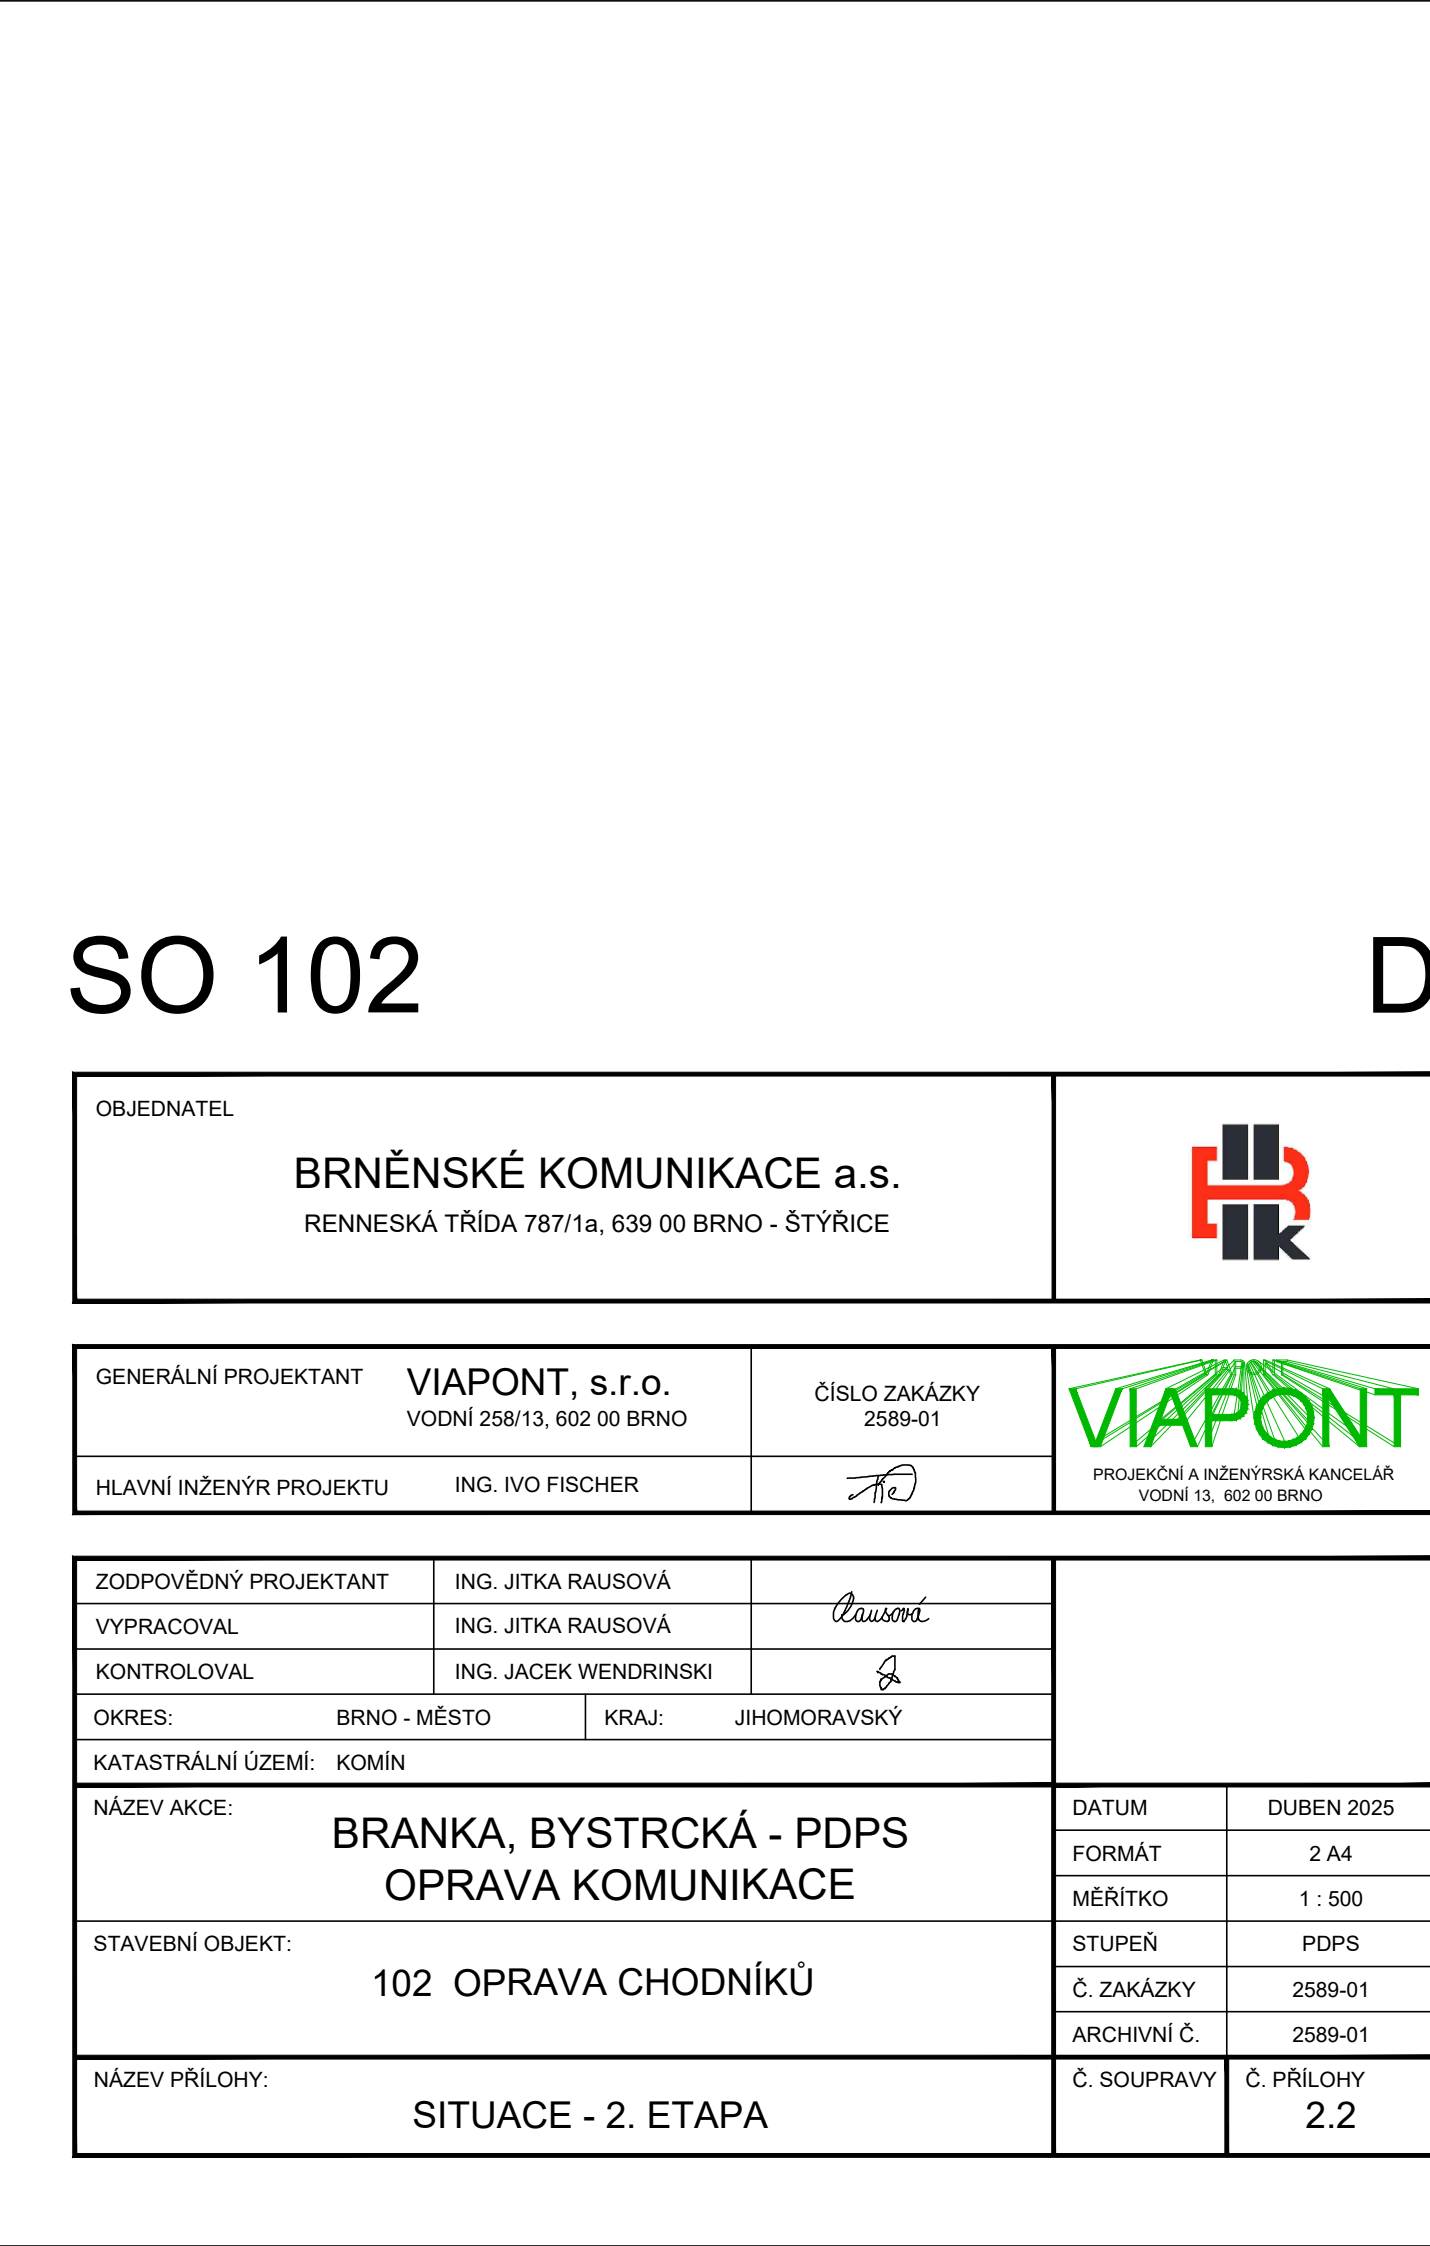 SO 102 D
OBJEDNATEL
BRNĚNSKÉ KOMUNIKACE a.s.
RENNESKÁ TŘÍDA 787/1a, 639 00 BRNO - ŠTÝŘICE
k
GENERÁLNÍ PROJEKTANT
VIAPONT, s.r.o.
VODNÍ 258/13, 602 00 BRNO
ČÍSLO ZAKÁZKY
2589-01
VIAPONT
VIAPONT
PROJEKČNÍ A INŽENÝRSKÁ KANCELÁŘ
VODNÍ 13, 602 00 BRNO
HLAVNÍ INŽENÝR PROJEKTU ING. IVO FISCHER
ZODPOVĚDNÝ PROJEKTANT ING. JITKA RAUSOVÁ
Rausová
VYPRACOVAL ING. JITKA RAUSOVÁ
KONTROLOVAL ING. JACEK WENDRINSKI
OKRES: BRNO - MĚSTO KRAJ: JIHOMORAVSKÝ
KATASTRÁLNÍ ÚZEMÍ: KOMÍN
NÁZEV AKCE:
BRANKA, BYSTRCKÁ - PDPS
OPRAVA KOMUNIKACE
DATUM DUBEN 2025
FORMÁT 2 A4
MĚŘÍTKO 1 : 500
STAVEBNÍ OBJEKT:
102 OPRAVA CHODNÍKŮ
STUPEŇ PDPS
Č. ZAKÁZKY 2589-01
ARCHIVNÍ Č. 2589-01
NÁZEV PŘÍLOHY:
SITUACE - 2. ETAPA
Č. SOUPRAVY
Č. PŘÍLOHY
2.2